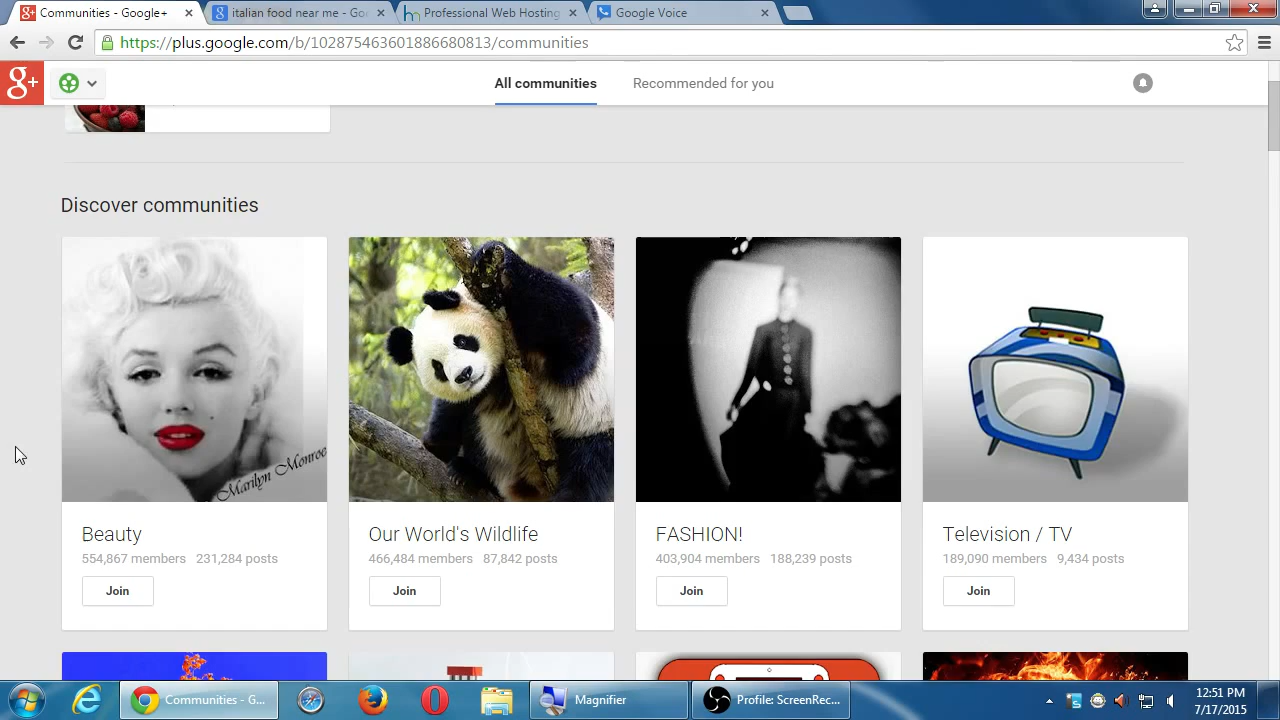 Communities - Google+
italian food near me - Goo
Professional Web Hosting
Google Voice
https://plus.google.com/b/102875463601886680813/communities
g+
All communities
Recommended for you
Discover communities
Marilyn Monroe
Beauty
554,867 members 231,284 posts
Join
Our World's Wildlife
466,484 members 87,842 posts
Join
FASHION!
403,904 members 188,239 posts
Join
Television / TV
189,090 members 9,434 posts
Join
Communities - G...
Magnifier
Profile: ScreenRec...
12:51 PM
7/17/2015